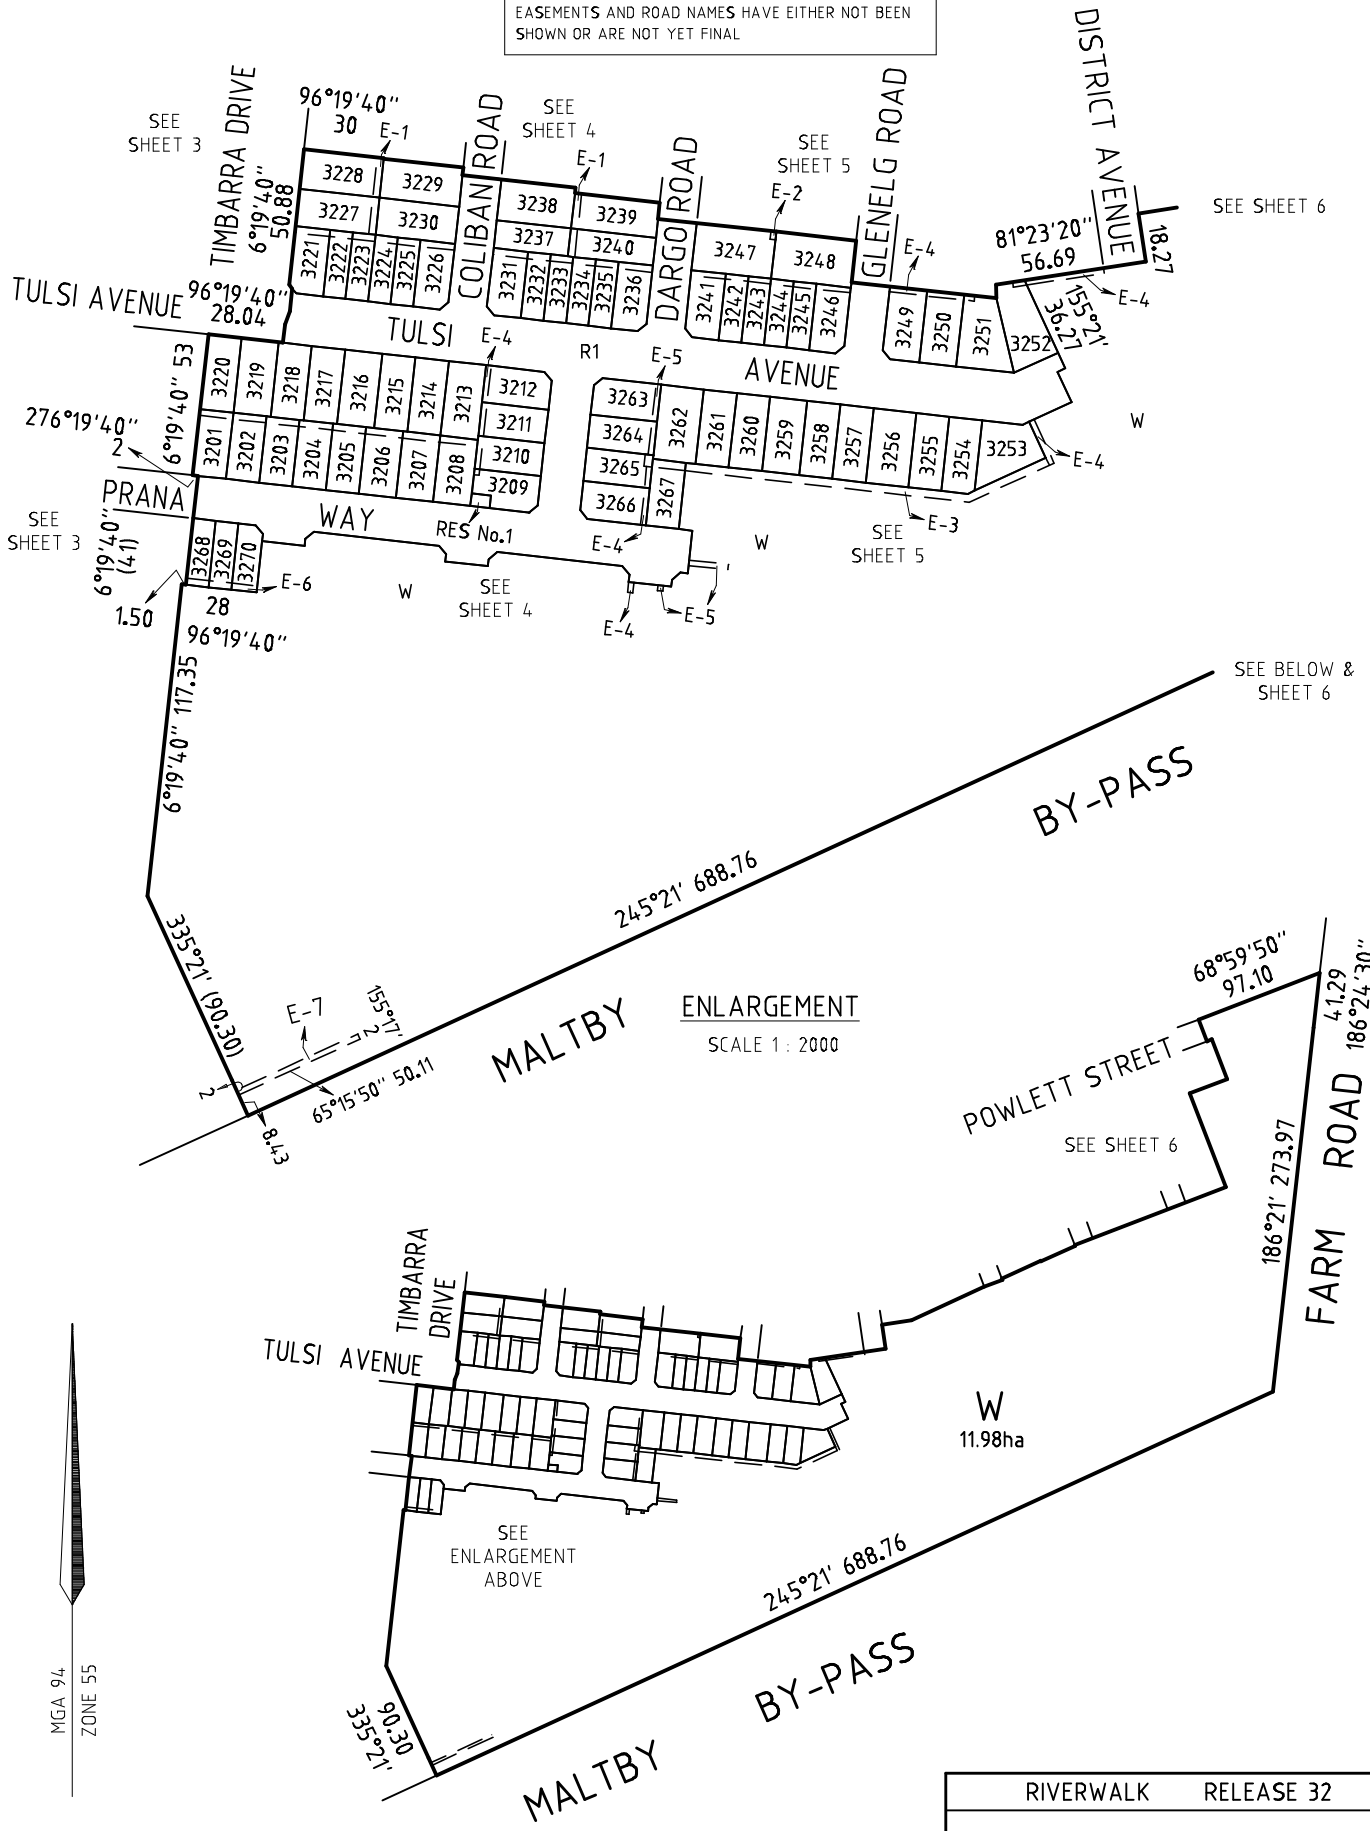 EASEMENTS AND ROAD NAMES HAVE EITHER NOT BEEN
SHOWN OR ARE NOT YET FINAL
DISTRICT AVENUE
TIMBARRA DRIVE
COLIBAN ROAD
DARGO ROAD
GLENELG ROAD
SEE
SHEET 3
96°19'40"
30
E-1
SEE
SHEET 4
E-1
SEE
SHEET 5
E-2
E-4
SEE SHEET 6
6°19'40"
50.88
81°23'20"
56.69
18.27
E-4
155°21'
36.27
3228
3229
3227
3230
3221
3222
3223
3224
3225
3226
3238
3239
3237
3240
3231
3232
3233
3234
3235
3236
3247
3248
3241
3242
3243
3244
3245
3246
3249
3250
3251
3252
TULSI AVENUE
96°19'40"
28.04
TULSI
R1
AVENUE
E-4
E-5
6°19'40" 53
3220
3219
3218
3217
3216
3215
3214
3213
3212
3211
3210
3209
3201
3202
3203
3204
3205
3206
3207
3208
3263
3264
3265
3266
3267
3262
3261
3260
3259
3258
3257
3256
3255
3254
3253
W
E-4
276°19'40"
2
PRANA
WAY
RES No.1
E-4
W
SEE
SHEET 5
E-3
SEE
SHEET 3
6°19'40"
(41)
3268
3269
3270
E-6
1.50
28
96°19'40"
W
SEE
SHEET 4
E-4
E-5
6°19'40" 117.35
SEE BELOW &
SHEET 6
BY-PASS
245°21' 688.76
335°21' (90.30)
E-7
155°17'
2
2
65°15'50" 50.11
8.43
MALTBY
ENLARGEMENT
SCALE 1 : 2000
68°59'50"
97.10
41.29
186°24'30"
POWLETT STREET
SEE SHEET 6
186°21' 273.97
FARM ROAD
TIMBARRA
DRIVE
TULSI AVENUE
W
11.98ha
SEE
ENLARGEMENT
ABOVE
245°21' 688.76
BY-PASS
MGA 94
ZONE 55
90.30
335°21'
MALTBY
RIVERWALK RELEASE 32